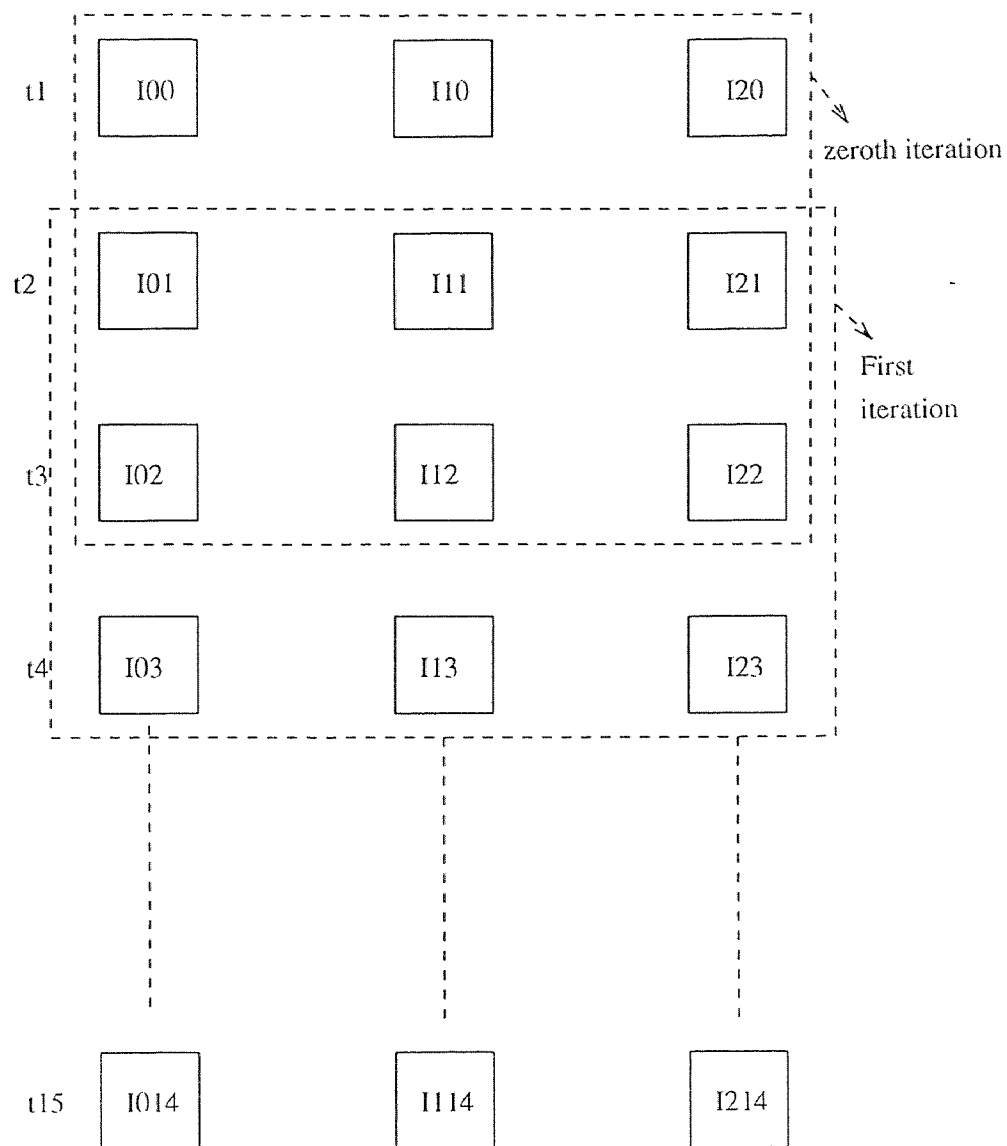 t1 I00 I10 I20
zeroth iteration
t2 I01 I11 I21
First
iteration
t3 I02 I12 I22
t4 I03 I13 I23
t15 I014 I114 I214